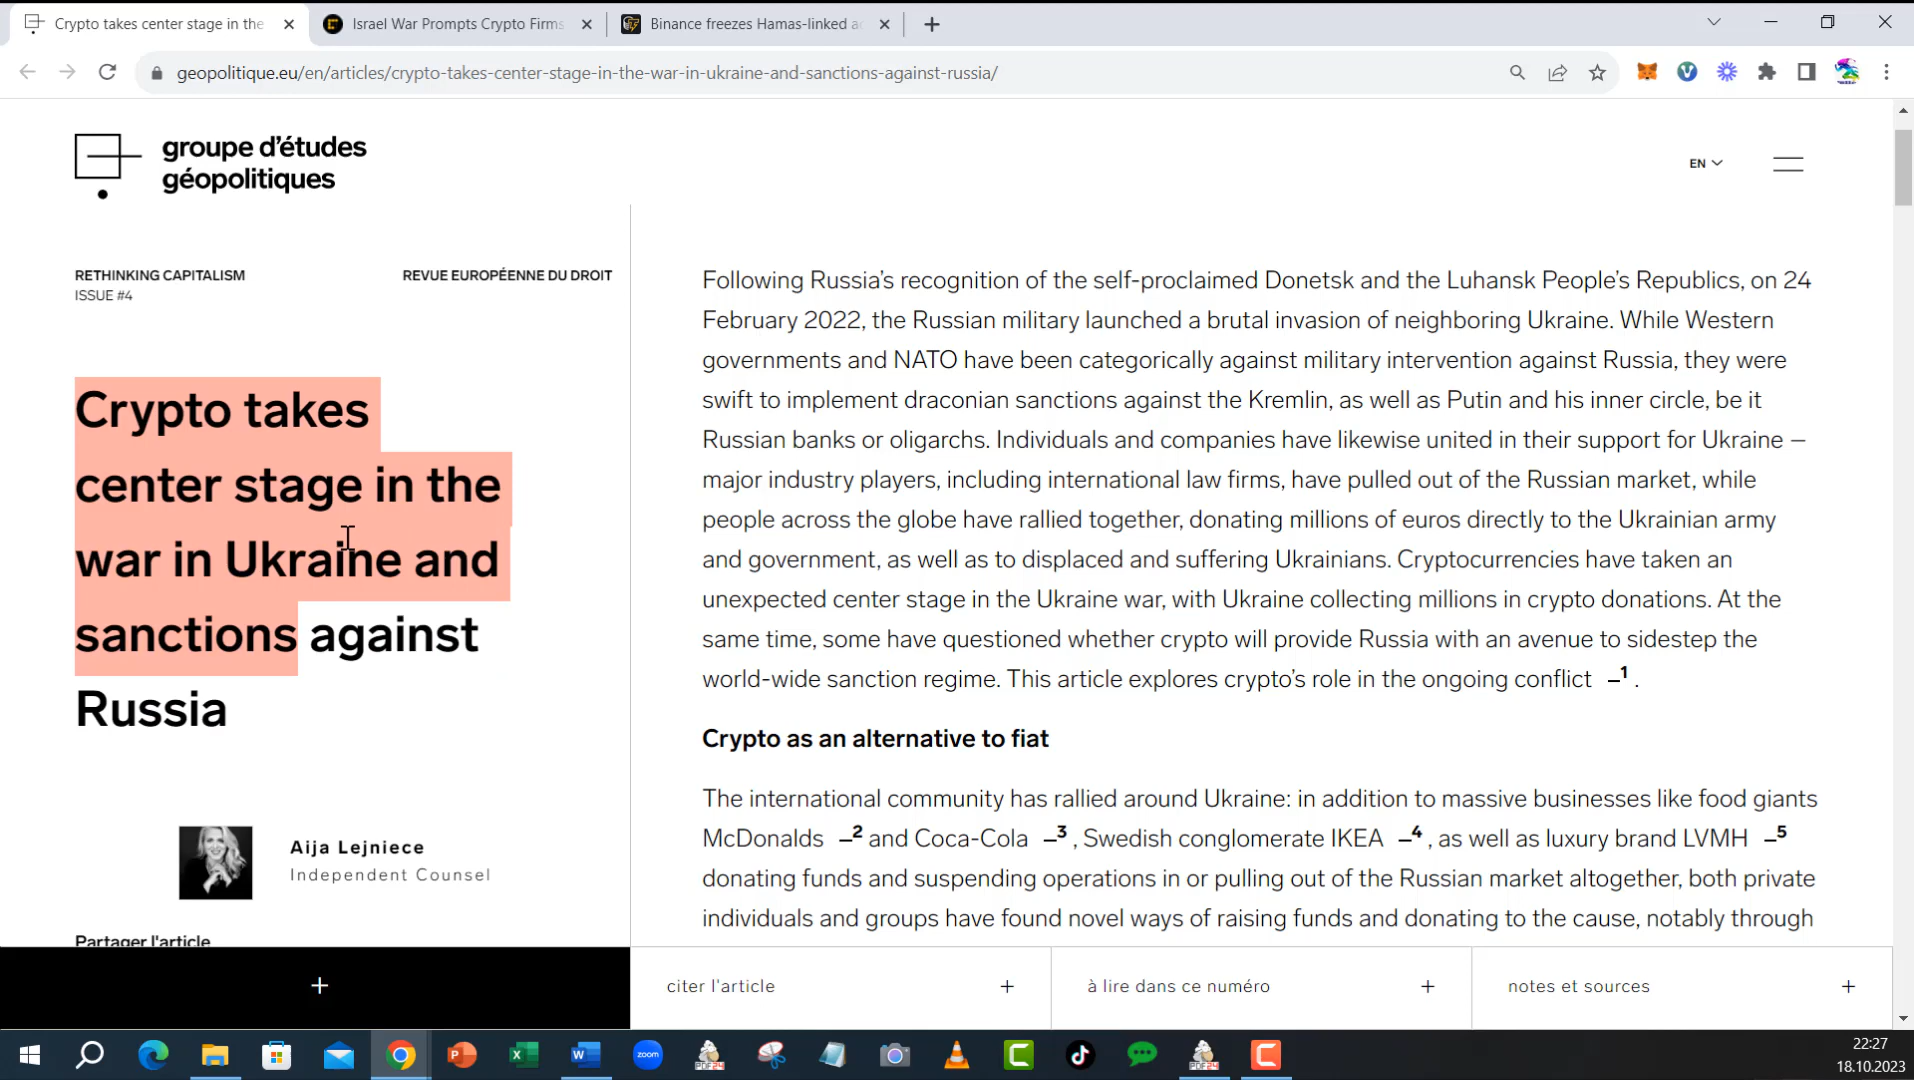 Crypto takes center stage in the
Israel War Prompts Crypto Firms
Binance freezes Hamas-linked ac
geopolitique.eu/en/articles/crypto-takes-center-stage-in-the-war-in-ukraine-and-sanctions-against-russia/
groupe d'études
géopolitiques
EN
RETHINKING CAPITALISM
ISSUE #4
REVUE EUROPÉENNE DU DROIT
Crypto takes
center stage in the
war in Ukraine and
sanctions against
Russia
Aija Lejniece
Independent Counsel
Partager l'article
Following Russia’s recognition of the self-proclaimed Donetsk and the Luhansk People’s Republics, on 24
February 2022, the Russian military launched a brutal invasion of neighboring Ukraine. While Western
governments and NATO have been categorically against military intervention against Russia, they were
swift to implement draconian sanctions against the Kremlin, as well as Putin and his inner circle, be it
Russian banks or oligarchs. Individuals and companies have likewise united in their support for Ukraine –
major industry players, including international law firms, have pulled out of the Russian market, while
people across the globe have rallied together, donating millions of euros directly to the Ukrainian army
and government, as well as to displaced and suffering Ukrainians. Cryptocurrencies have taken an
unexpected center stage in the Ukraine war, with Ukraine collecting millions in crypto donations. At the
same time, some have questioned whether crypto will provide Russia with an avenue to sidestep the
world-wide sanction regime. This article explores crypto’s role in the ongoing conflict –1 .
Crypto as an alternative to fiat
The international community has rallied around Ukraine: in addition to massive businesses like food giants
McDonalds –2 and Coca-Cola –3 , Swedish conglomerate IKEA –4 , as well as luxury brand LVMH –5
donating funds and suspending operations in or pulling out of the Russian market altogether, both private
individuals and groups have found novel ways of raising funds and donating to the cause, notably through
+
citer l'article +
à lire dans ce numéro +
notes et sources +
zoom
PDF24
PDF24
22:27
18.10.2023